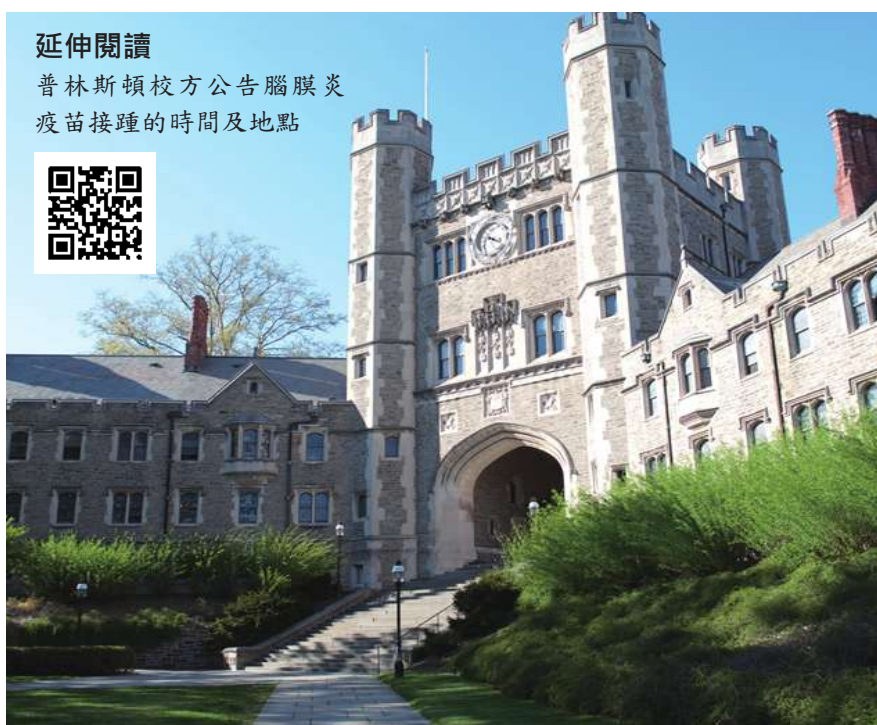 延伸閱讀
普林斯頓校方公告腦膜炎
疫苗接踵的時間及地點